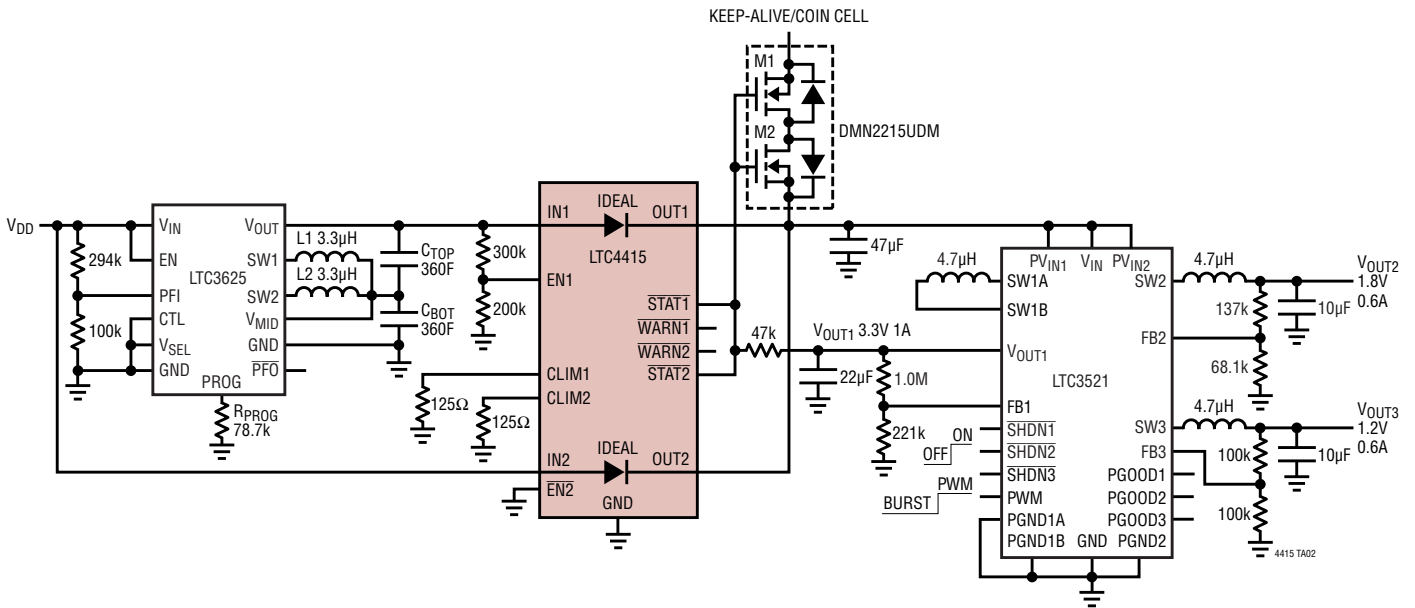 KEEP-ALIVE/COIN CELL
M1
M2
DMN2215UDM
VDD
VIN
EN
PFI
CTL
VSEL
GND
PROG
LTC3625
VOUT
SW1
SW2
VMID
GND
PFO
294k
100k
RPROG
78.7k
L1 3.3µH
L2 3.3µH
CTOP
360F
CBOT
360F
300k
200k
125Ω
125Ω
IN1
IDEAL
OUT1
LTC4415
EN1
STAT1
WARN1
WARN2
STAT2
CLIM1
CLIM2
IN2
IDEAL
OUT2
EN2
GND
47k
47µF
VOUT1 3.3V 1A
22µF
1.0M
221k
4.7µH
PVIN1
VIN
PVIN2
SW1A
SW1B
VOUT1
LTC3521
FB1
SHDN1
SHDN2
SHDN3
PWM
PGND1A
PGND1B
GND
PGND2
ON
OFF
PWM
BURST
SW2
FB2
SW3
FB3
PGOOD1
PGOOD2
PGOOD3
4.7µH
137k
68.1k
10µF
VOUT2
1.8V
0.6A
4.7µH
100k
100k
10µF
VOUT3
1.2V
0.6A
4415 TA02